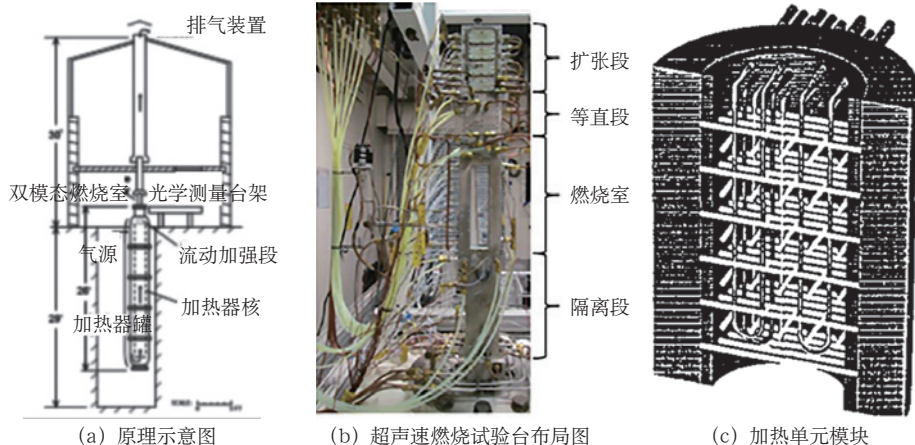 排气装置
30'
双模态燃烧室
光学测量台架
气源
流动加强段
加热器核
加热器罐
扩张段
等直段
燃烧室
隔离段
(a) 原理示意图
(b) 超声速燃烧试验台布局图
(c) 加热单元模块